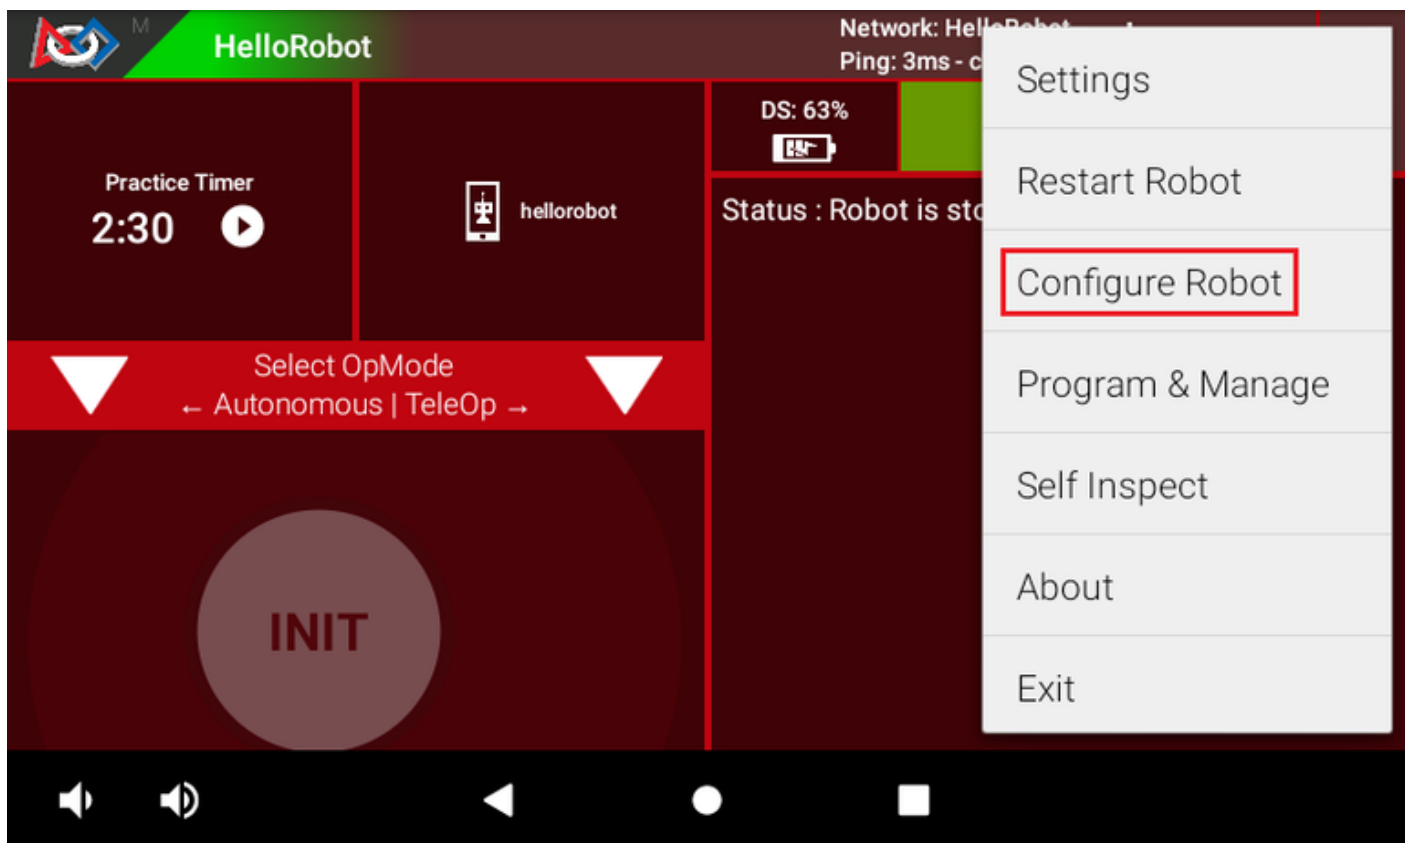 M
HelloRobot
Network: HelloRobot
Ping: 3ms - c
DS: 63%
Practice Timer
2:30
hellorobot
Status : Robot is sto
Select OpMode
← Autonomous | TeleOp →
INIT
Settings
Restart Robot
Configure Robot
Program & Manage
Self Inspect
About
Exit